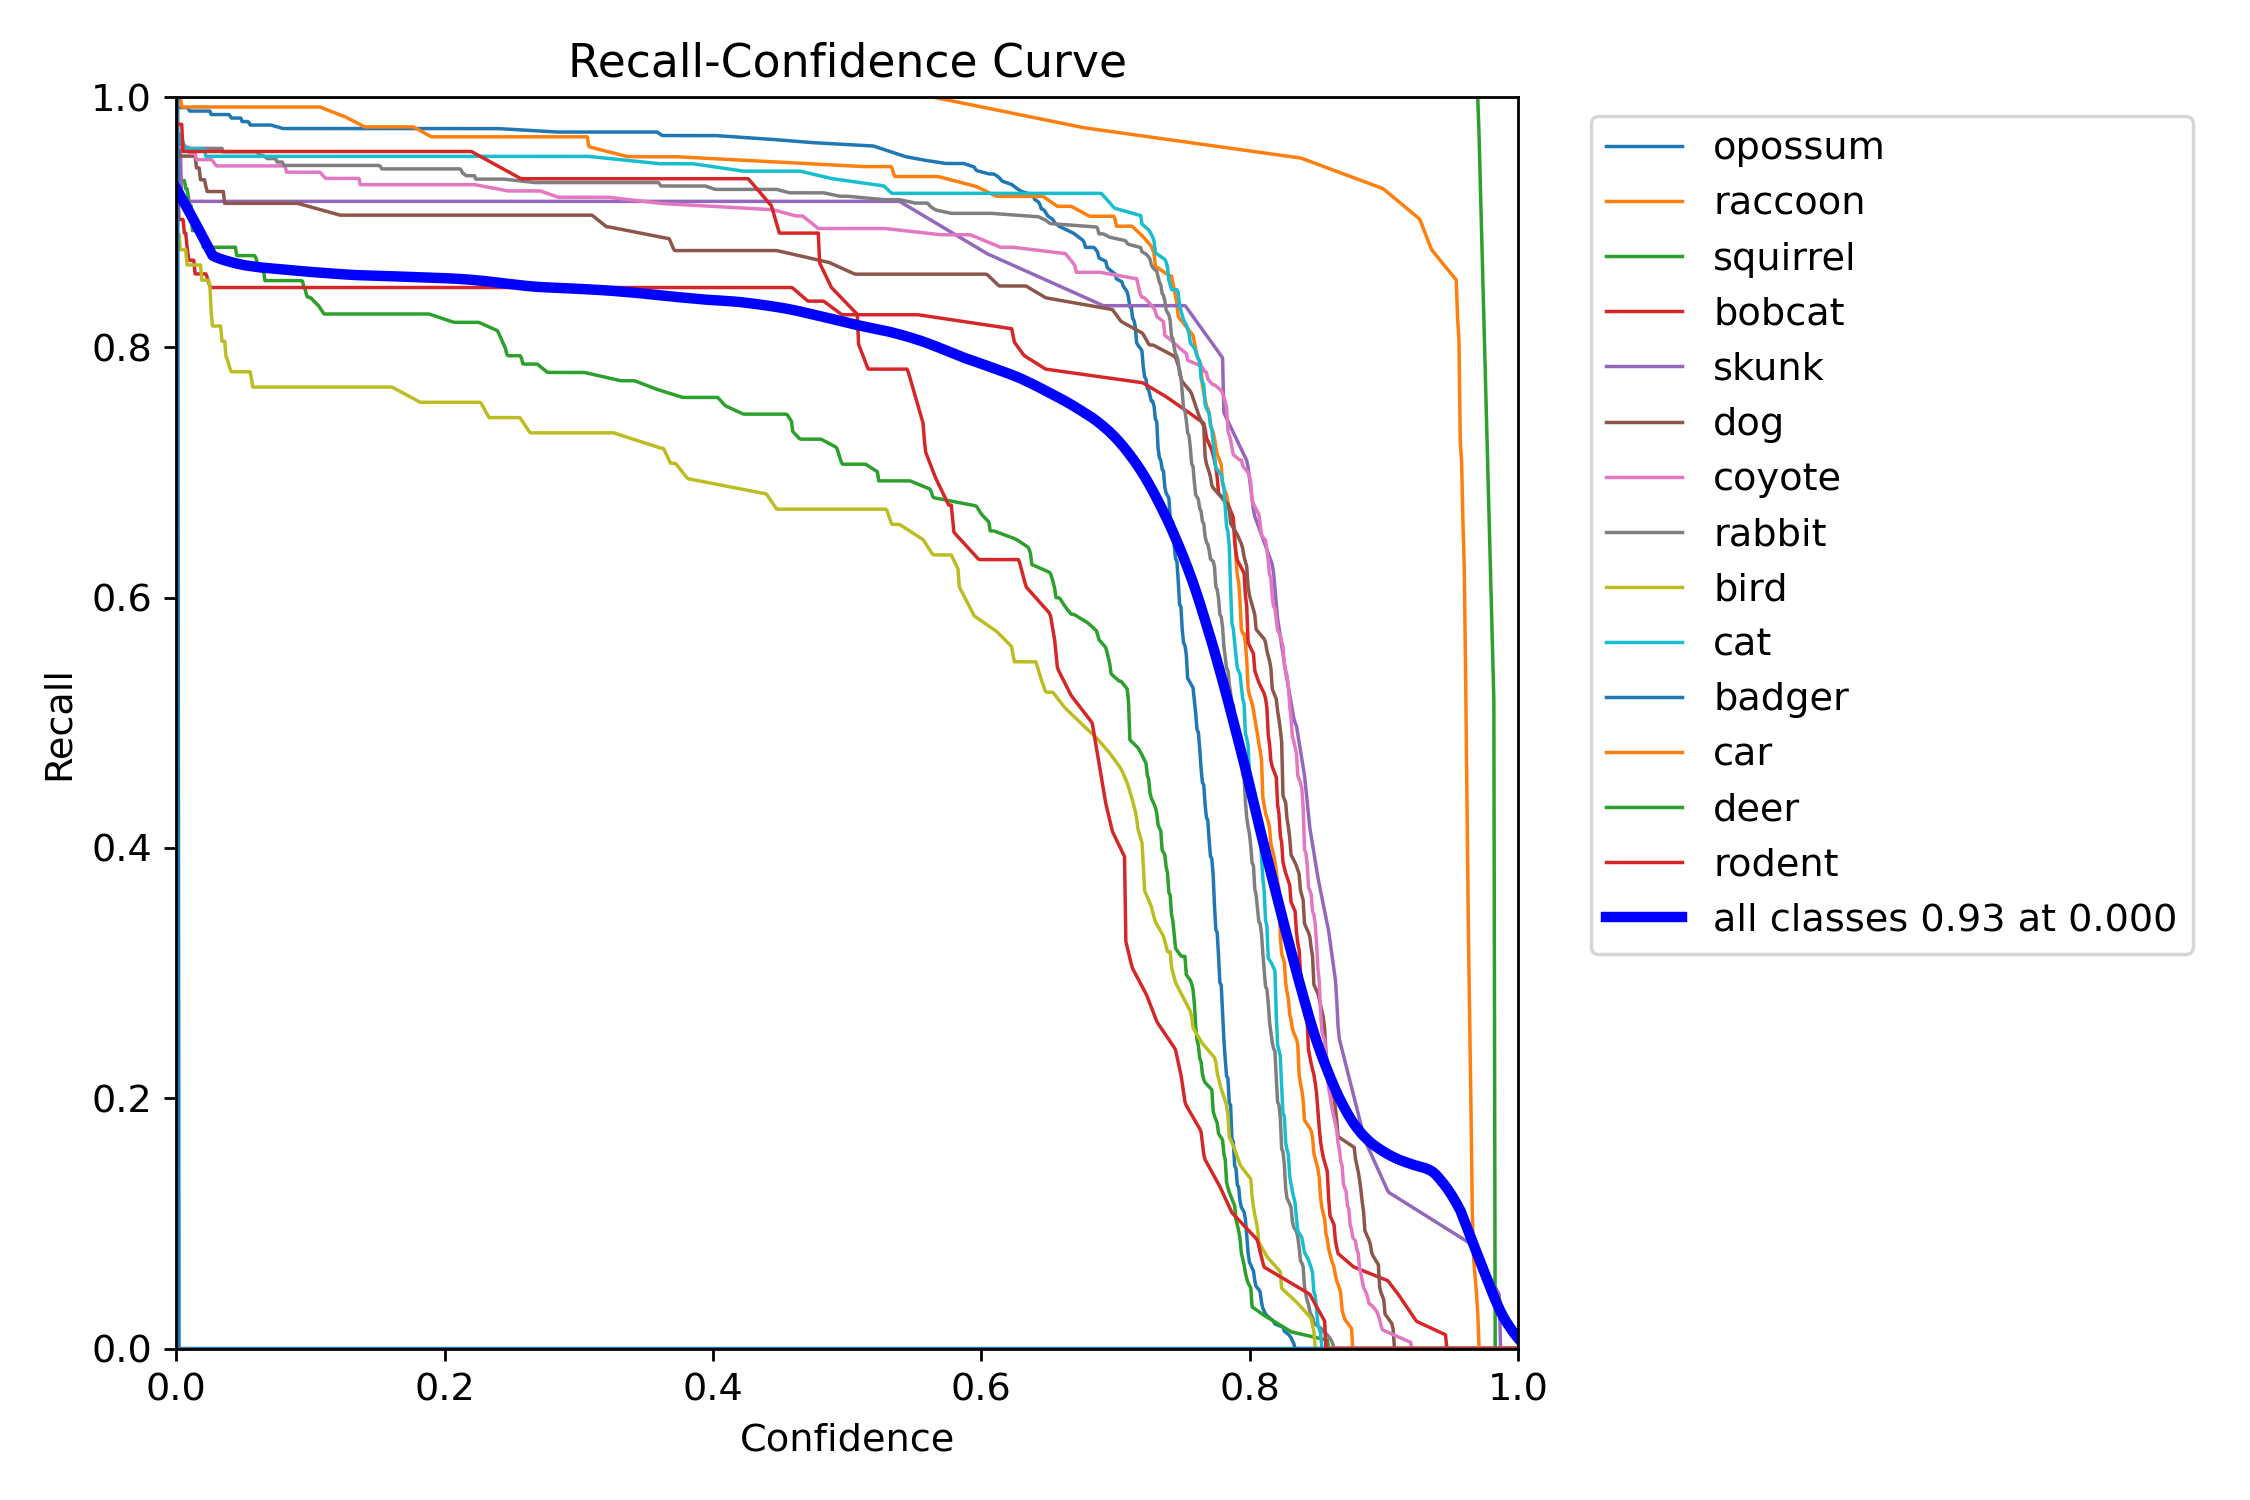 Recall-Confidence Curve
1.0
0.8
0.6
0.4
0.2
0.0
Recall
0.0 0.2 0.4 0.6 0.8 1.0
Confidence
opossum
raccoon
squirrel
bobcat
skunk
dog
coyote
rabbit
bird
cat
badger
car
deer
rodent
all classes 0.93 at 0.000